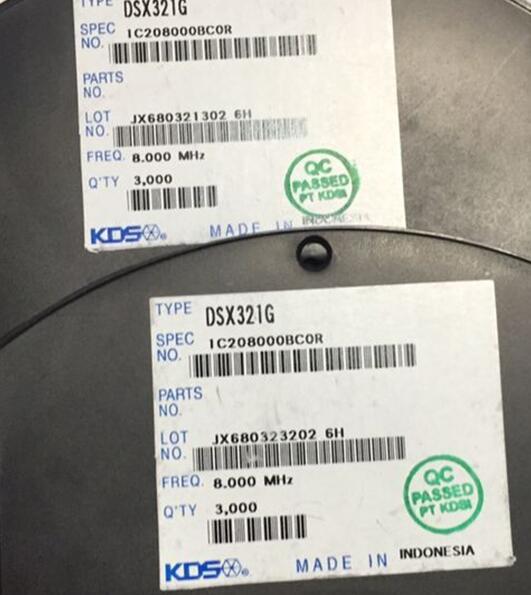 TYPE DSX321G
SPEC NO. 1C208000BC0R
PARTS NO.
LOT NO. JX680321302 6H
FREQ. 8.000 MHz
Q'TY 3,000
QC PASSED PT KDSI
KDS MADE IN INDONESIA
TYPE DSX321G
SPEC NO. 1C208000BC0R
PARTS NO.
LOT NO. JX680323202 6H
FREQ. 8.000 MHz
Q'TY 3,000
QC PASSED PT KDSI
KDS MADE IN INDONESIA